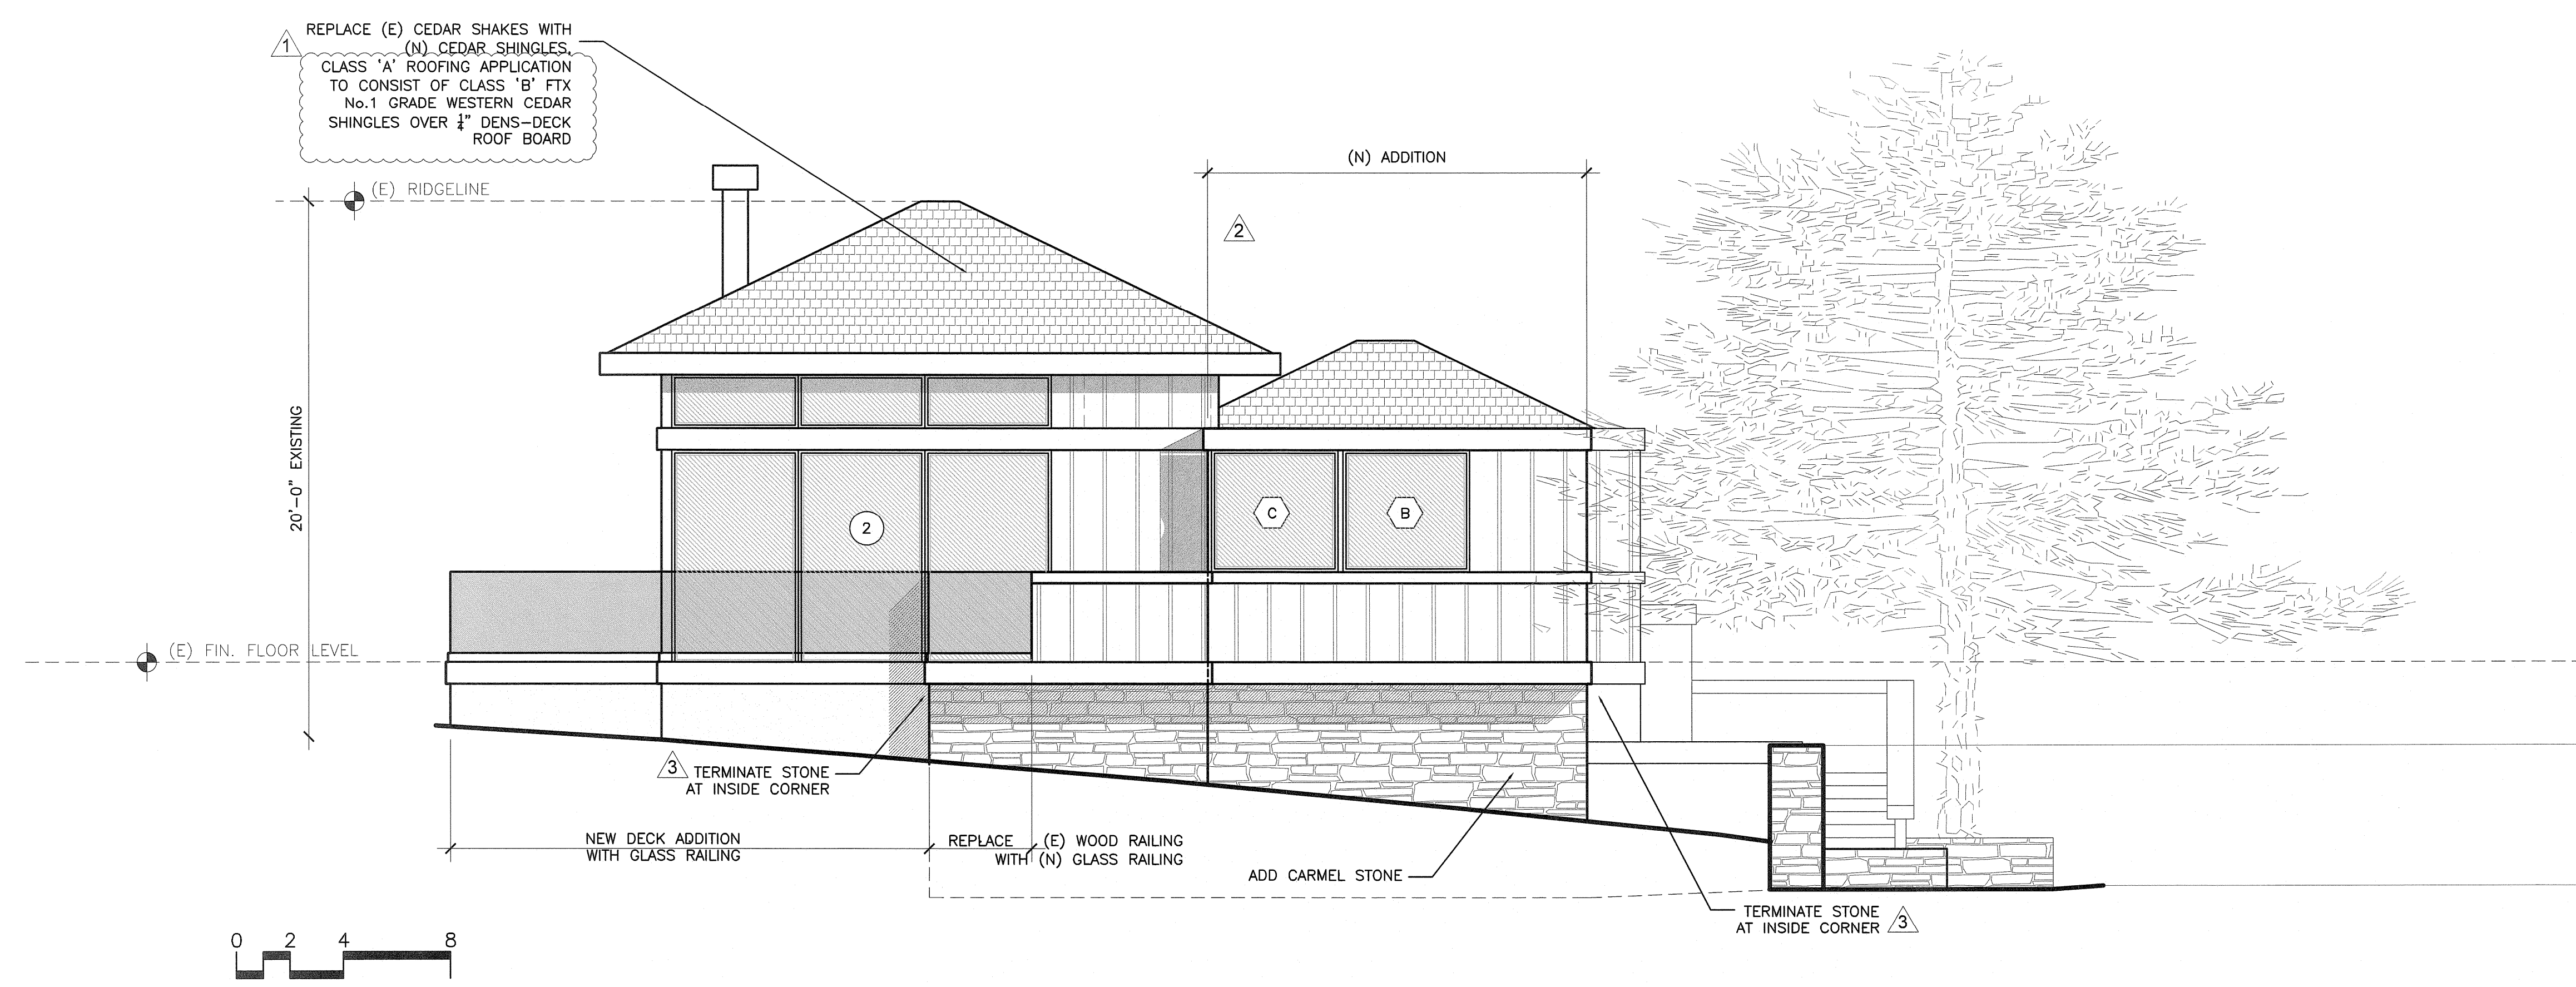 1
REPLACE (E) CEDAR SHAKES WITH
(N) CEDAR SHINGLES,
CLASS 'A' ROOFING APPLICATION
TO CONSIST OF CLASS 'B' FTX
No.1 GRADE WESTERN CEDAR
SHINGLES OVER ¼" DENS-DECK
ROOF BOARD
(N) ADDITION
(E) RIDGELINE
2
20'-0" EXISTING
2
C
B
(E) FIN. FLOOR LEVEL
3
TERMINATE STONE
AT INSIDE CORNER
NEW DECK ADDITION
WITH GLASS RAILING
REPLACE (E) WOOD RAILING
WITH (N) GLASS RAILING
ADD CARMEL STONE
TERMINATE STONE
AT INSIDE CORNER
3
0 2 4 8